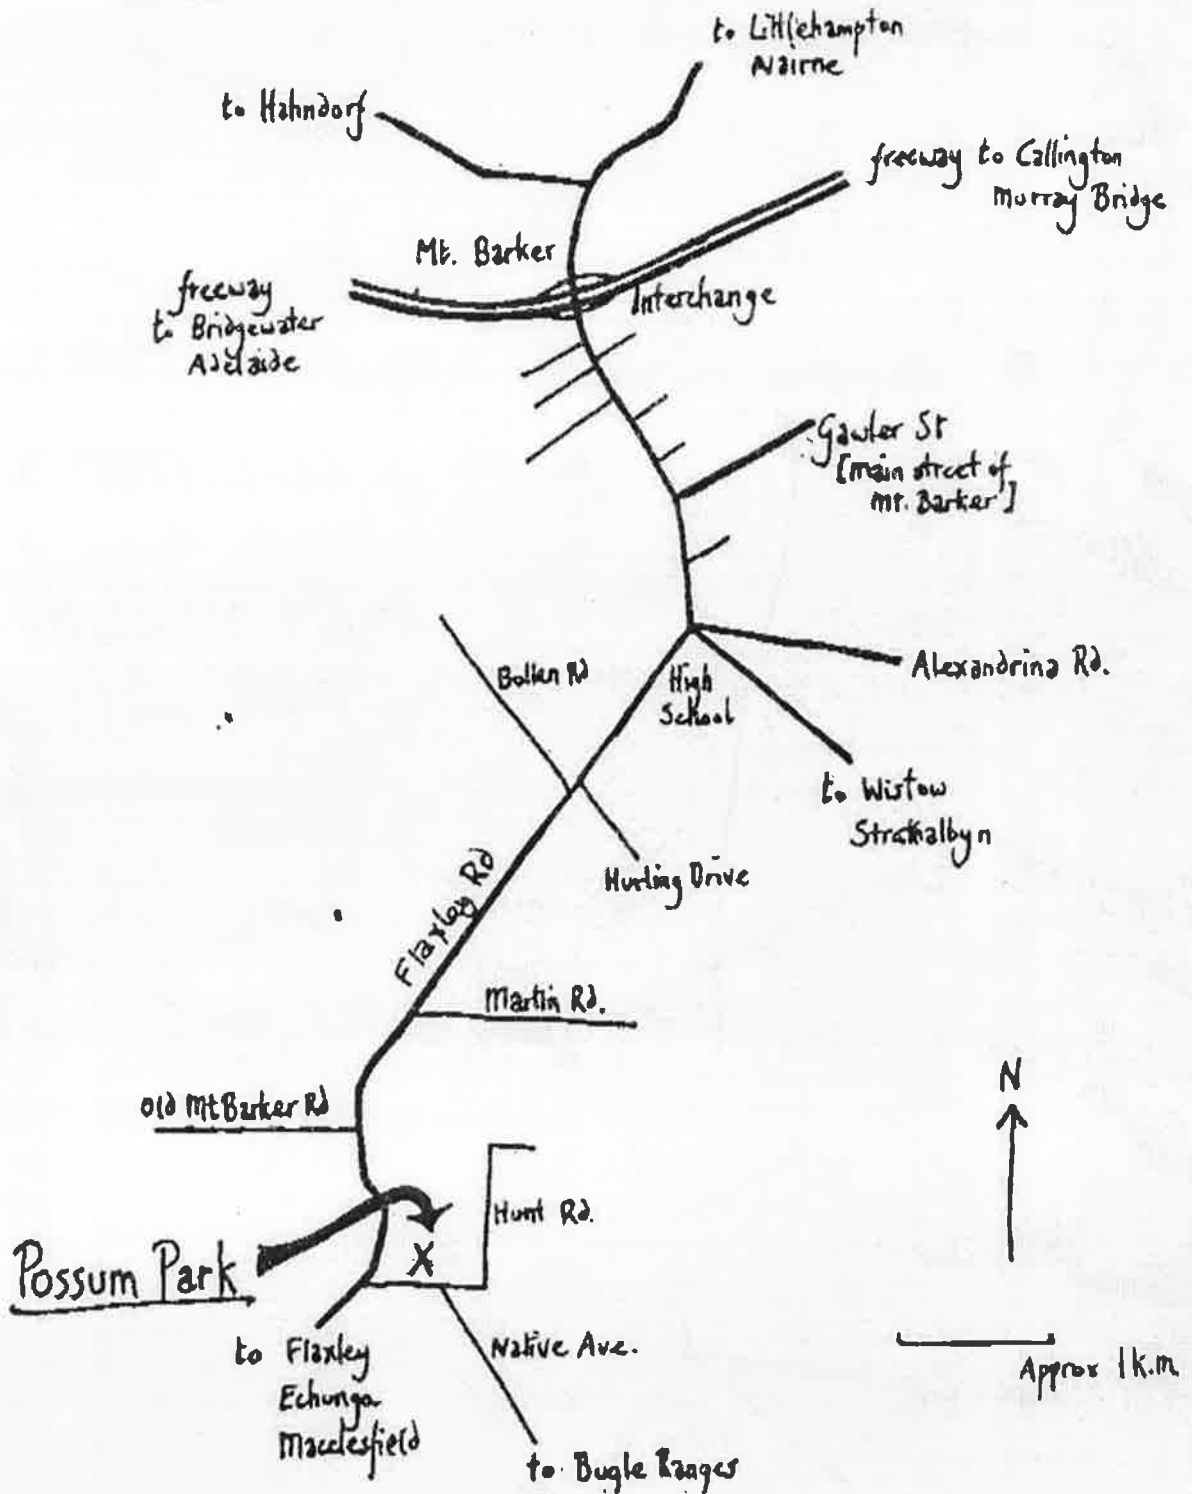 to Littlehampton
Nairne
to Hahndorf
freeway to Callington
Murray Bridge
Mt. Barker
freeway
to Bridgewater
Adelaide
Interchange
Gawler St
[main street of
Mt. Barker]
Bollen Rd
High
School
Alexandrina Rd.
to Wistow
Strathalbyn
Hurling Drive
Flaxley Rd
Martin Rd.
N
Old Mt Barker Rd
Hunt Rd.
X
Possum Park
to Flaxley
Echunga
Macclesfield
Native Ave.
Approx 1 k.m.
to Bugle Ranges